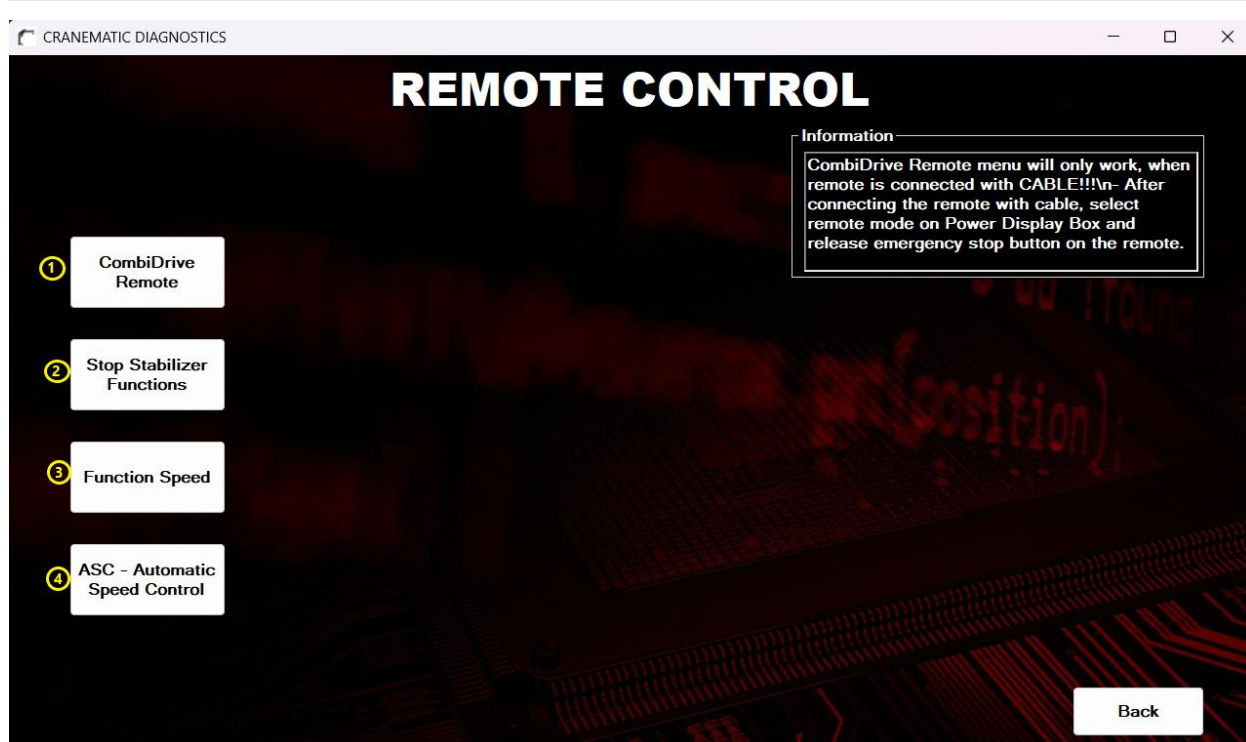 CRANEMATIC DIAGNOSTICS
REMOTE CONTROL
Information
CombiDrive Remote menu will only work, when
remote is connected with CABLE!!!\n- After
connecting the remote with cable, select
remote mode on Power Display Box and
release emergency stop button on the remote.
1
CombiDrive
Remote
2
Stop Stabilizer
Functions
3
Function Speed
4
ASC - Automatic
Speed Control
(position);
Back